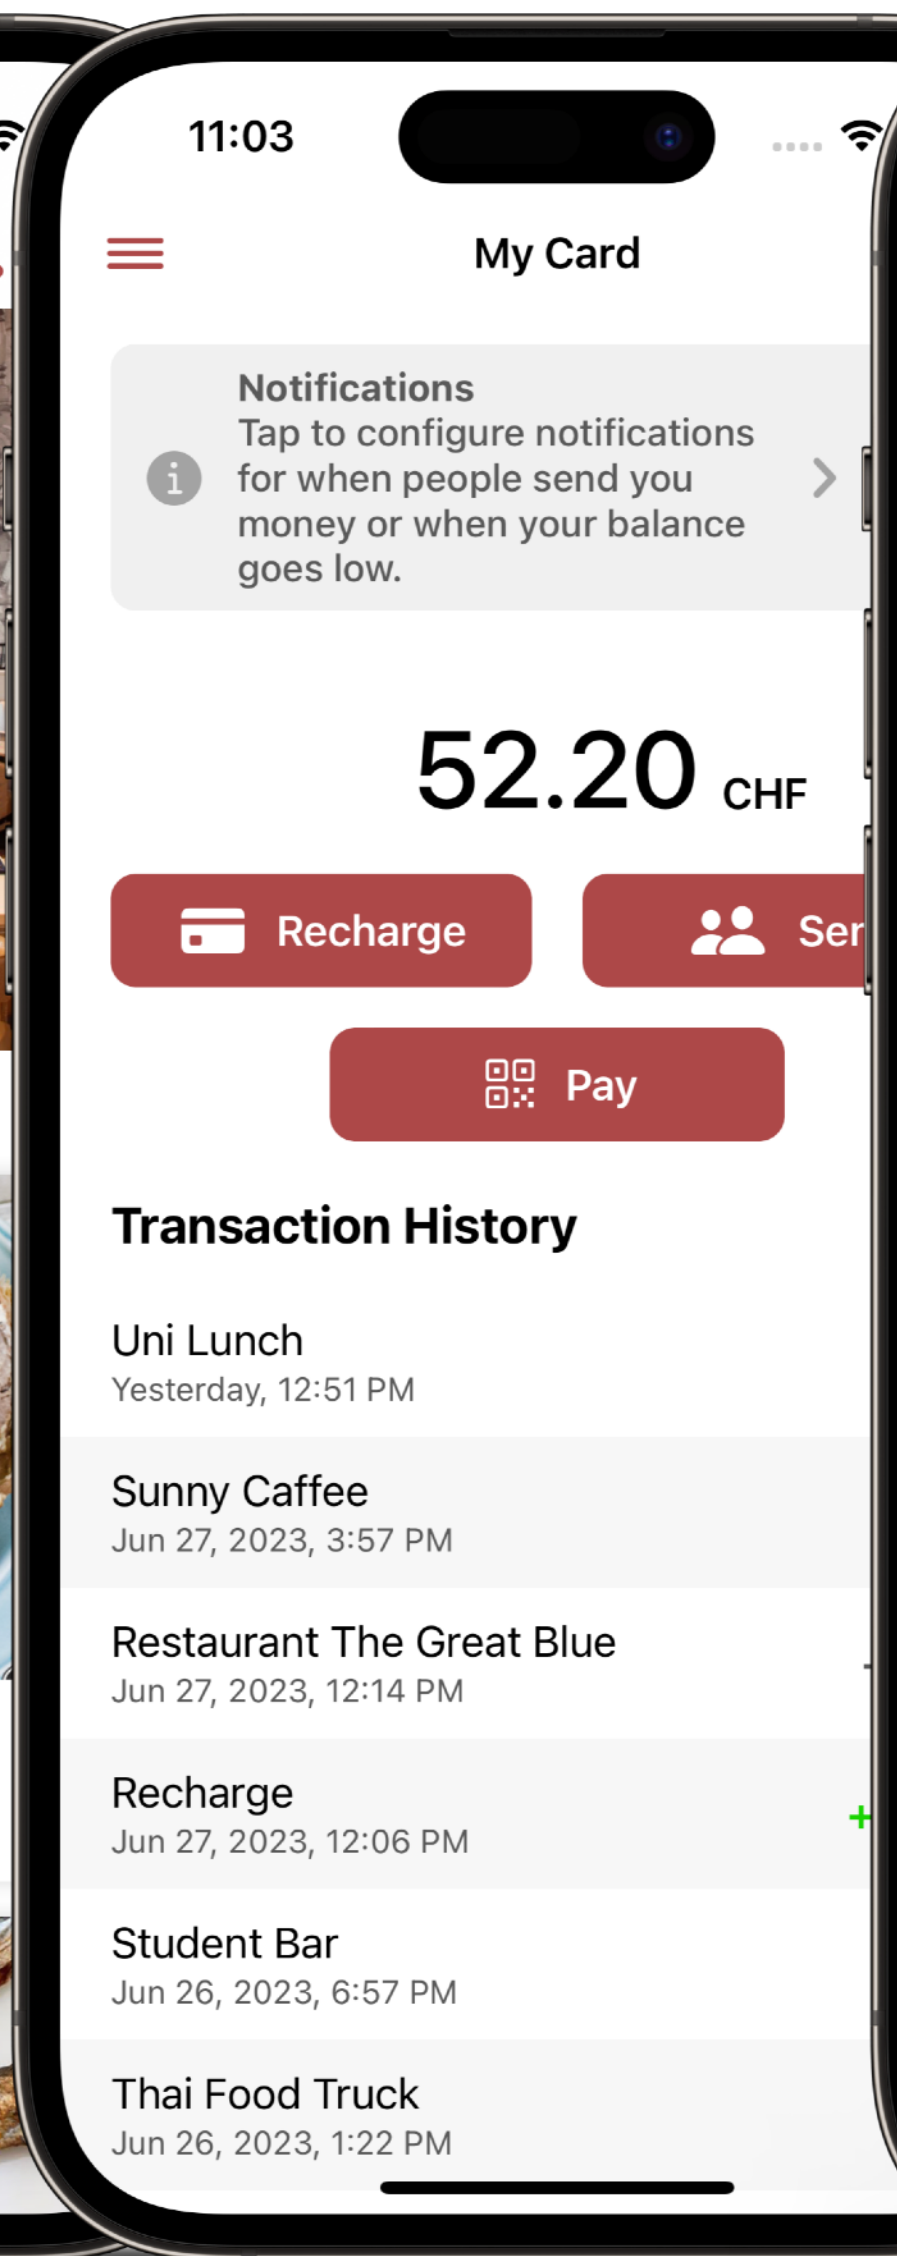 11:03
My Card
Notifications
Tap to configure notifications
for when people send you
money or when your balance
goes low.
52.20 CHF
Recharge
Pay
Transaction History
Uni Lunch
Yesterday, 12:51 PM
Sunny Caffee
Jun 27, 2023, 3:57 PM
Restaurant The Great Blue
Jun 27, 2023, 12:14 PM
Recharge
Jun 27, 2023, 12:06 PM
+
Student Bar
Jun 26, 2023, 6:57 PM
Thai Food Truck
Jun 26, 2023, 1:22 PM